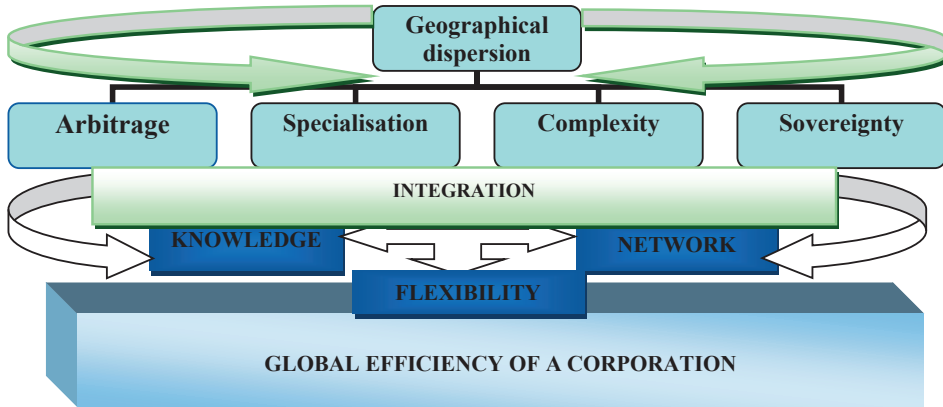 Geographical
dispersion
Arbitrage
Specialisation
Complexity
Sovereignty
INTEGRATION
KNOWLEDGE
NETWORK
FLEXIBILITY
GLOBAL EFFICIENCY OF A CORPORATION